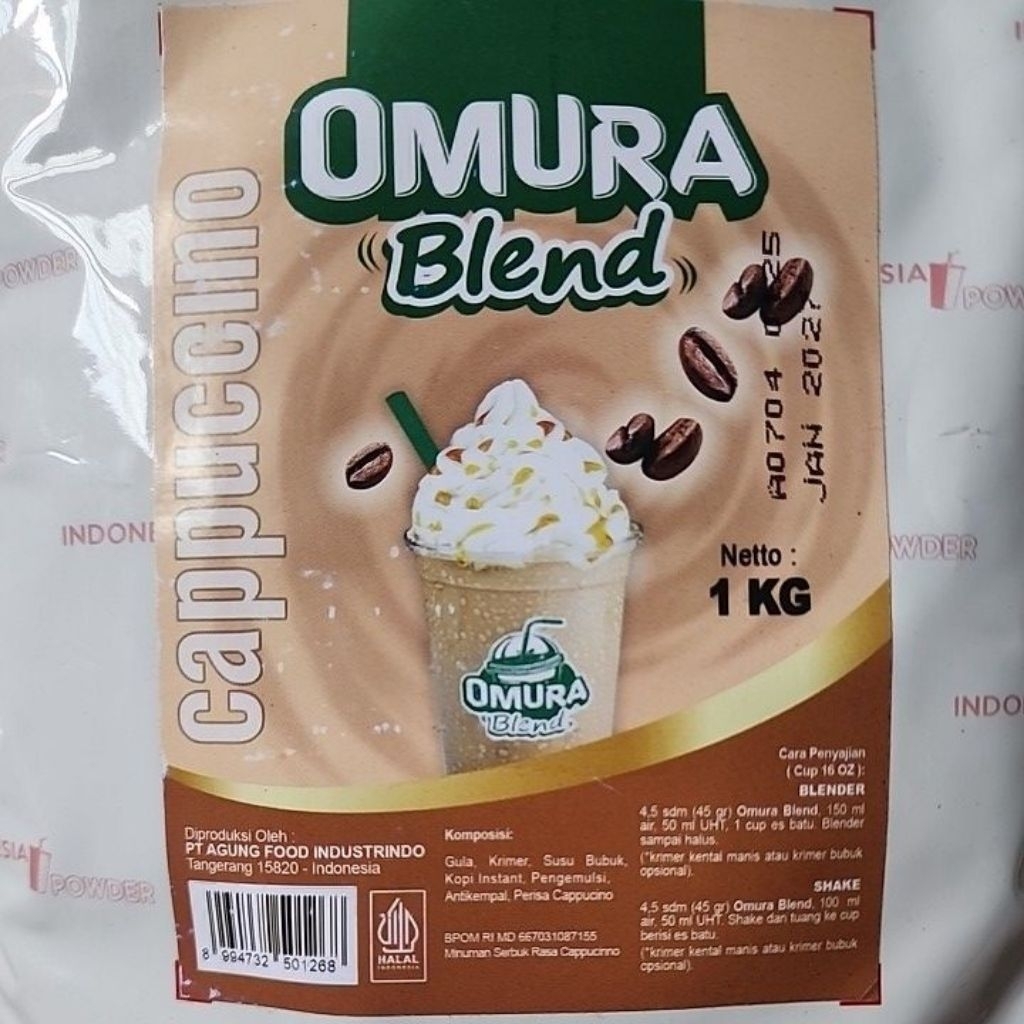 OMURA
Blend
cappuccino
A0704
JAN 2027
Netto :
1 KG
OMURA
Blend
Cara Penyajian
( Cup 16 OZ ):
BLENDER
4,5 sdm (45 gr) Omura Blend, 150 ml
air, 50 ml UHT, 1 cup es batu. Blender
sampai halus.
(*krimer kental manis atau krimer bubuk
opsional).
SHAKE
4,5 sdm (45 gr) Omura Blend, 100 ml
air, 50 ml UHT. Shake dan tuang ke cup
berisi es batu.
(*krimer kental manis atau krimer bubuk
opsional).
Komposisi:
Gula, Krimer, Susu Bubuk,
Kopi Instant, Pengemulsi,
Antikempal, Perisa Cappucino
BPOM RI MD 667031087155
Minuman Serbuk Rasa Cappucinno
Diproduksi Oleh :
PT AGUNG FOOD INDUSTRINDO
Tangerang 15820 - Indonesia
8 994732 501268
HALAL
INDONESIA
OWDER
SIA
POW
INDONE
WDER
INDO
SIA
POWDER